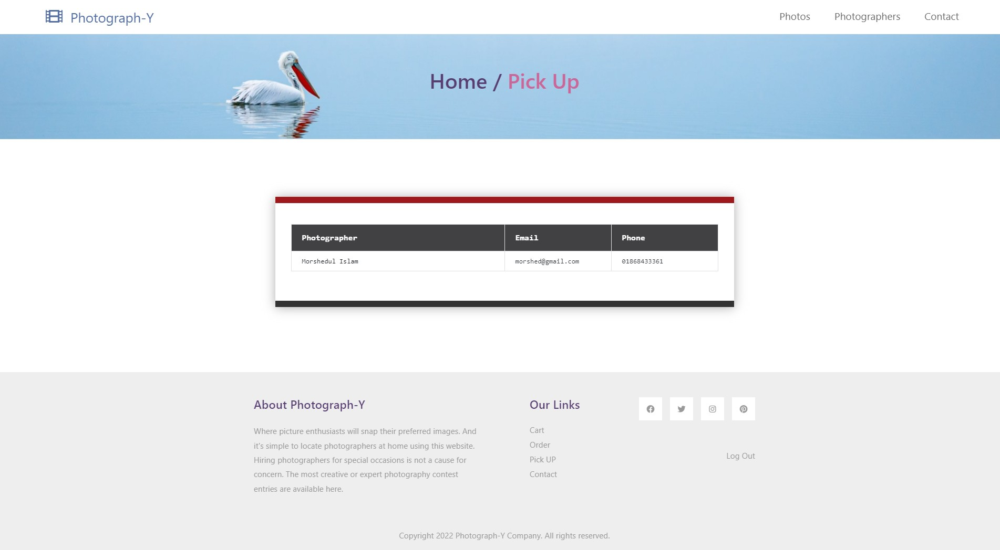 Photograph-Y
Photos Photographers Contact
Home / Pick Up
Photographer Email Phone
Morshedul Islam morshed@gmail.com 01868433361
About Photograph-Y
Where picture enthusiasts will snap their preferred images. And
it's simple to locate photographers at home using this website.
Hiring photographers for special occasions is not a cause for
concern. The most creative or expert photography contest
entries are available here.
Our Links
Cart
Order
Pick UP
Contact
Log Out
Copyright 2022 Photograph-Y Company. All rights reserved.